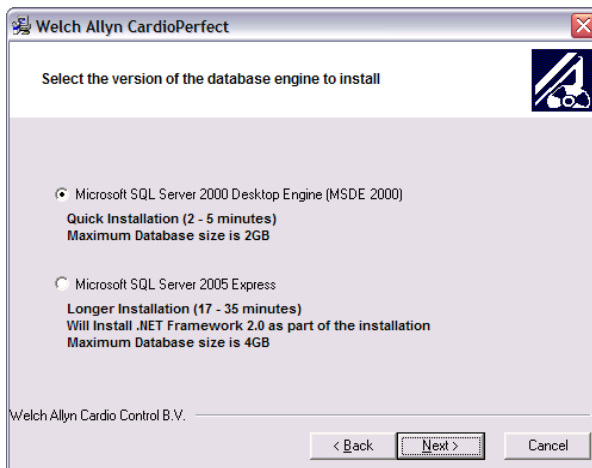 Welch Allyn CardioPerfect
Select the version of the database engine to install
Microsoft SQL Server 2000 Desktop Engine (MSDE 2000)
Quick Installation (2 - 5 minutes)
Maximum Database size is 2GB
Microsoft SQL Server 2005 Express
Longer Installation (17 - 35 minutes)
Will Install .NET Framework 2.0 as part of the installation
Maximum Database size is 4GB
Welch Allyn Cardio Control B.V.
< Back Next > Cancel